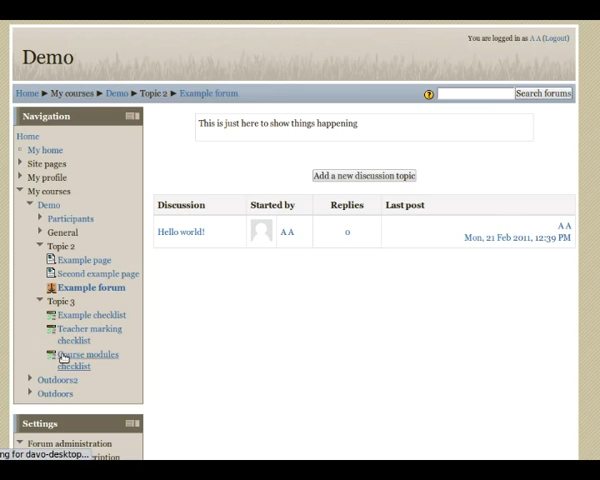 You are logged in as A A (Logout)
Demo
Home ► My courses ► Demo ► Topic 2 ► Example forum
Search forums
Navigation
This is just here to show things happening
Home
My home
Site pages
Add a new discussion topic
My profile
My courses
Demo
Discussion Started by Replies Last post
Participants
General
Hello world! A A 0 A A
Mon, 21 Feb 2011, 12:39 PM
Topic 2
Example page
Second example page
Example forum
Topic 3
Example checklist
Teacher marking
checklist
Course modules
checklist
Outdoors2
Outdoors
Settings
Forum administration
ng for davo-desktop...